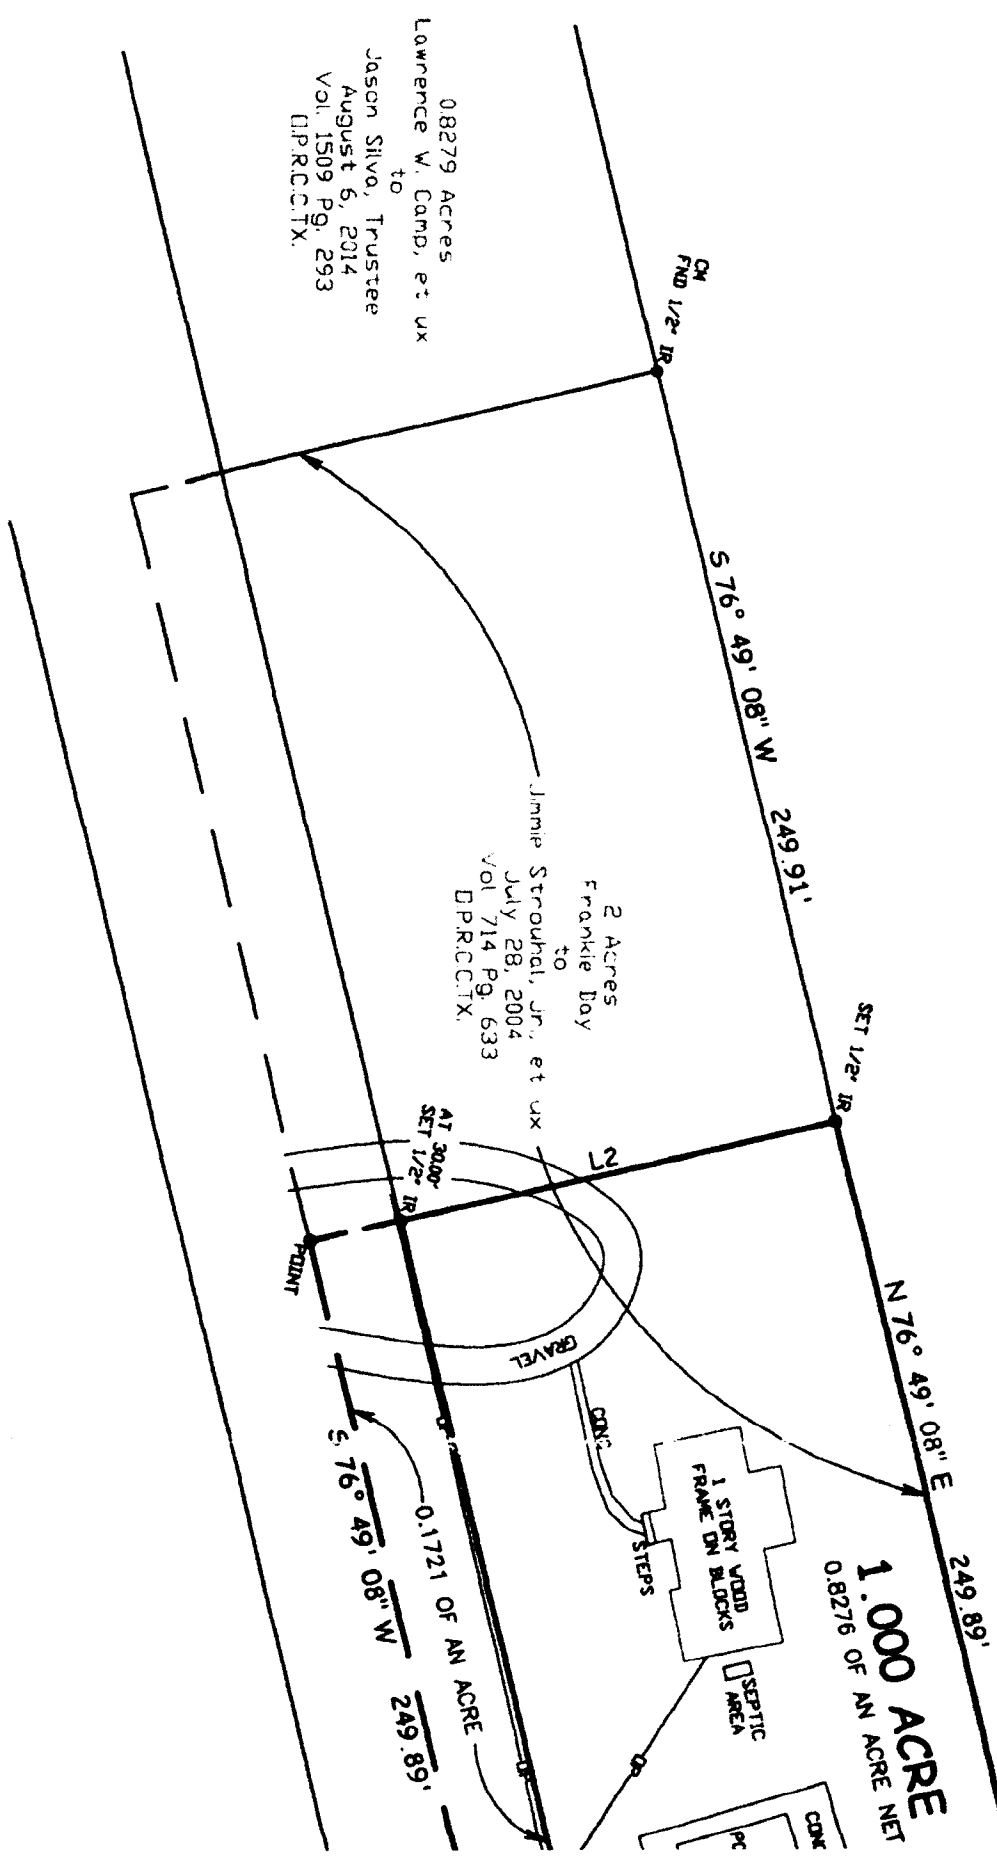 0.8279 Acres
Lawrence W. Camp, et ux
to
Jason Silva, Trustee
August 6, 2014
Vol. 1509 Pg. 293
O.P.R.C.C.TX.
CM
FND 1/2" IR
S 76° 49' 08" W 249.91'
2 Acres
Frankie Day
to
Jimmie Strouhal, Jr., et ux
July 28, 2004
Vol 714 Pg. 633
O.P.R.C.C.TX.
SET 1/2" IR
L2
AT 30.00'
SET 1/2" IR
POINT
N 76° 49' 08" E 249.89'
GRAVEL
CONC
STEPS
1 STORY WOOD
FRAME ON BLOCKS
SEPTIC
AREA
1.000 ACRE
0.8276 OF AN ACRE NET
0.1721 OF AN ACRE
S 76° 49' 08" W 249.89'
CONC
PO